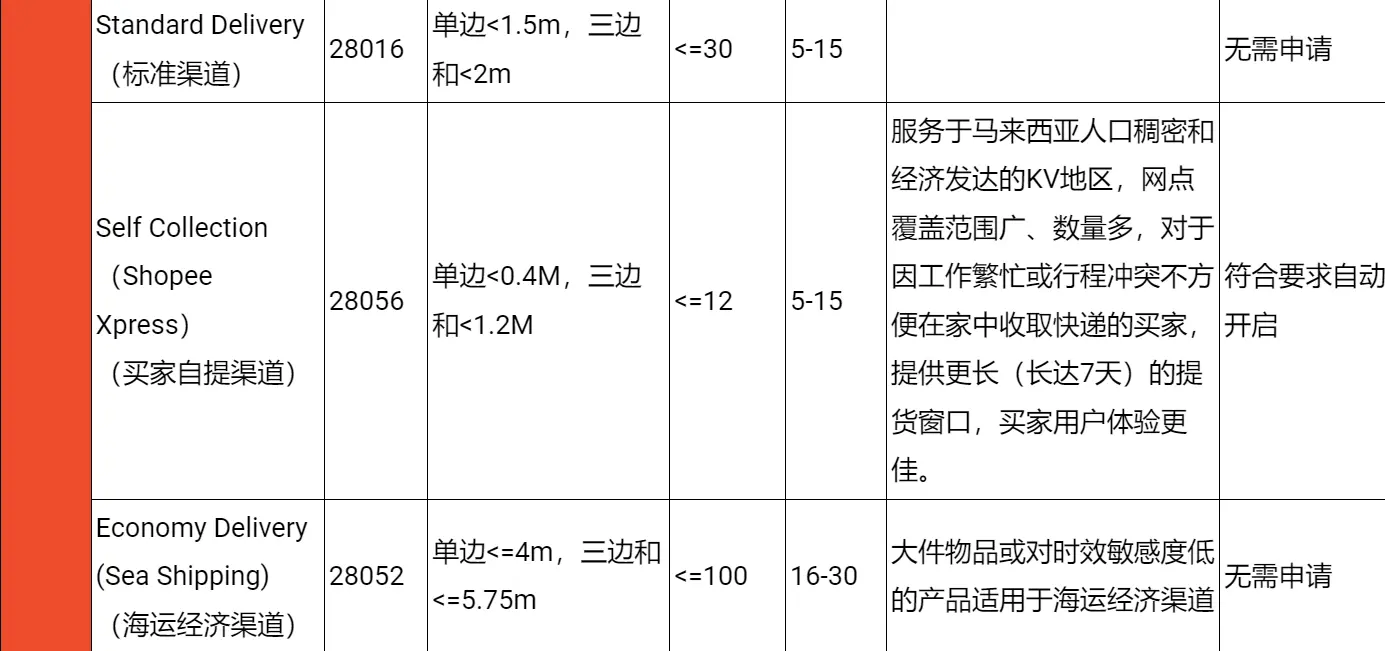 Standard Delivery
（标准渠道）
28016
单边<1.5m，三边
和<2m
<=30
5-15
无需申请
Self Collection
（Shopee
Xpress）
（买家自提渠道）
28056
单边<0.4M，三边
和<1.2M
<=12
5-15
服务于马来西亚人口稠密和
经济发达的KV地区，网点
覆盖范围广、数量多，对于
因工作繁忙或行程冲突不方
便在家中收取快递的买家，
提供更长（长达7天）的提
货窗口，买家用户体验更
佳。
符合要求自动
开启
Economy Delivery
(Sea Shipping)
（海运经济渠道）
28052
单边<=4m，三边和
<=5.75m
<=100
16-30
大件物品或对时效敏感度低
的产品适用于海运经济渠道
无需申请